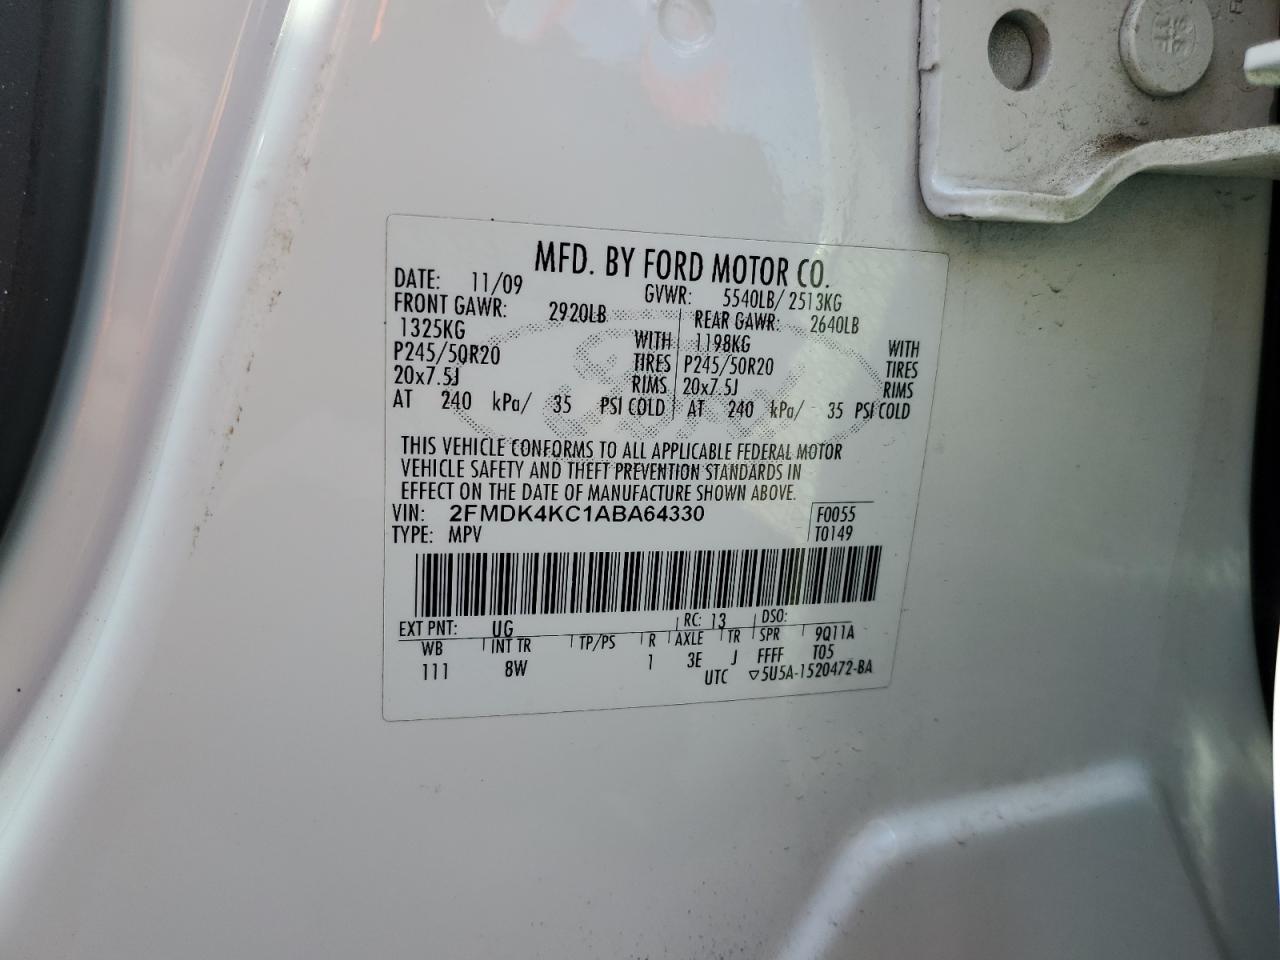 MFD. BY FORD MOTOR CO.
DATE: 11/09 GVWR: 5540LB/ 2513KG
FRONT GAWR: 2920LB REAR GAWR: 2640LB
1325KG WITH 1198KG WITH
P245/50R20 TIRES P245/50R20 TIRES
20x7.5J RIMS 20x7.5J RIMS
AT 240 kPa/ 35 PSI COLD AT 240 kPa/ 35 PSI COLD
THIS VEHICLE CONFORMS TO ALL APPLICABLE FEDERAL MOTOR
VEHICLE SAFETY AND THEFT PREVENTION STANDARDS IN
EFFECT ON THE DATE OF MANUFACTURE SHOWN ABOVE.
VIN: 2FMDK4KC1ABA64330 F0055
TYPE: MPV T0149
EXT PNT: UG RC: 13 DSO:
WB INT TR TP/PS R AXLE TR SPR 9Q11A
111 8W 1 3E J FFFF T05
UTC ▽5U5A-1520472-BA